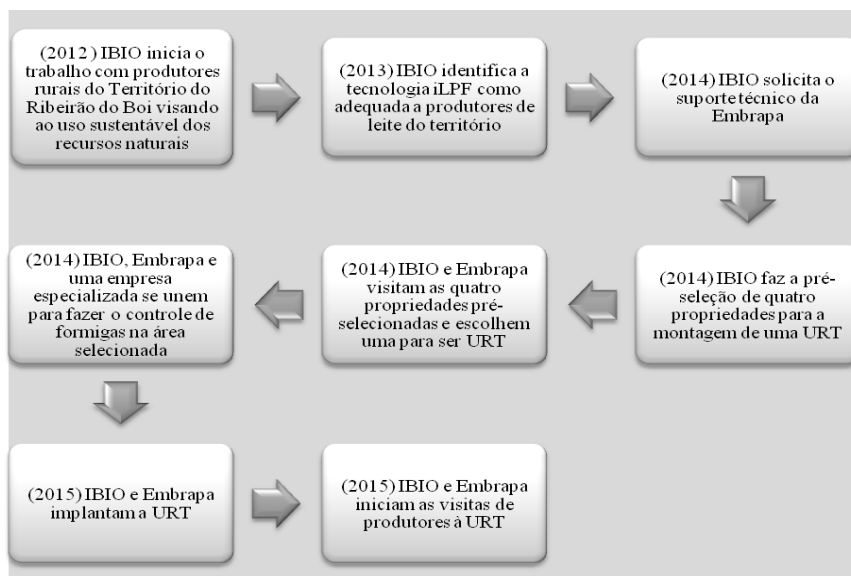 (2012) IBIO inicia o
trabalho com produtores
rurais do Território do
Ribeirão do Boi visando
ao uso sustentável dos
recursos naturais
(2013) IBIO identifica a
tecnologia iLPF como
adequada a produtores de
leite do território
(2014) IBIO solicita o
suporte técnico da
Embrapa
(2014) IBIO faz a pré-
seleção de quatro
propriedades para a
montagem de uma URT
(2014) IBIO e Embrapa
visitam as quatro
propriedades pré-
selecionadas e escolhem
uma para ser URT
(2014) IBIO, Embrapa e
uma empresa
especializada se unem
para fazer o controle de
formigas na área
selecionada
(2015) IBIO e Embrapa
implantam a URT
(2015) IBIO e Embrapa
iniciam as visitas de
produtores à URT